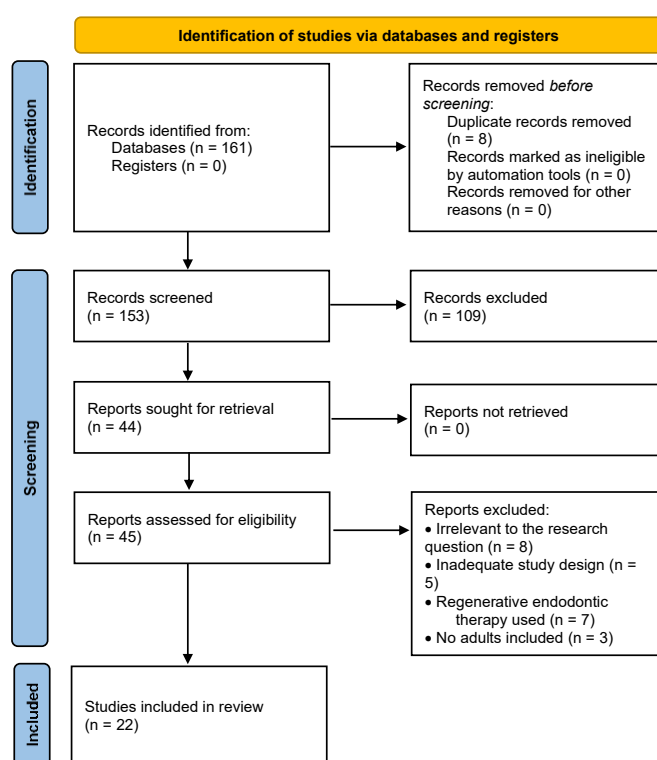 Identification of studies via databases and registers
Identification
Records identified from:
Databases (n = 161)
Registers (n = 0)
Records removed before
screening:
Duplicate records removed
(n = 8)
Records marked as ineligible
by automation tools (n = 0)
Records removed for other
reasons (n = 0)
Screening
Records screened
(n = 153)
Records excluded
(n = 109)
Reports sought for retrieval
(n = 44)
Reports not retrieved
(n = 0)
Reports assessed for eligibility
(n = 45)
Reports excluded:
• Irrelevant to the research
question (n = 8)
• Inadequate study design (n =
5)
• Regenerative endodontic
therapy used (n = 7)
• No adults included (n = 3)
Included
Studies included in review
(n = 22)